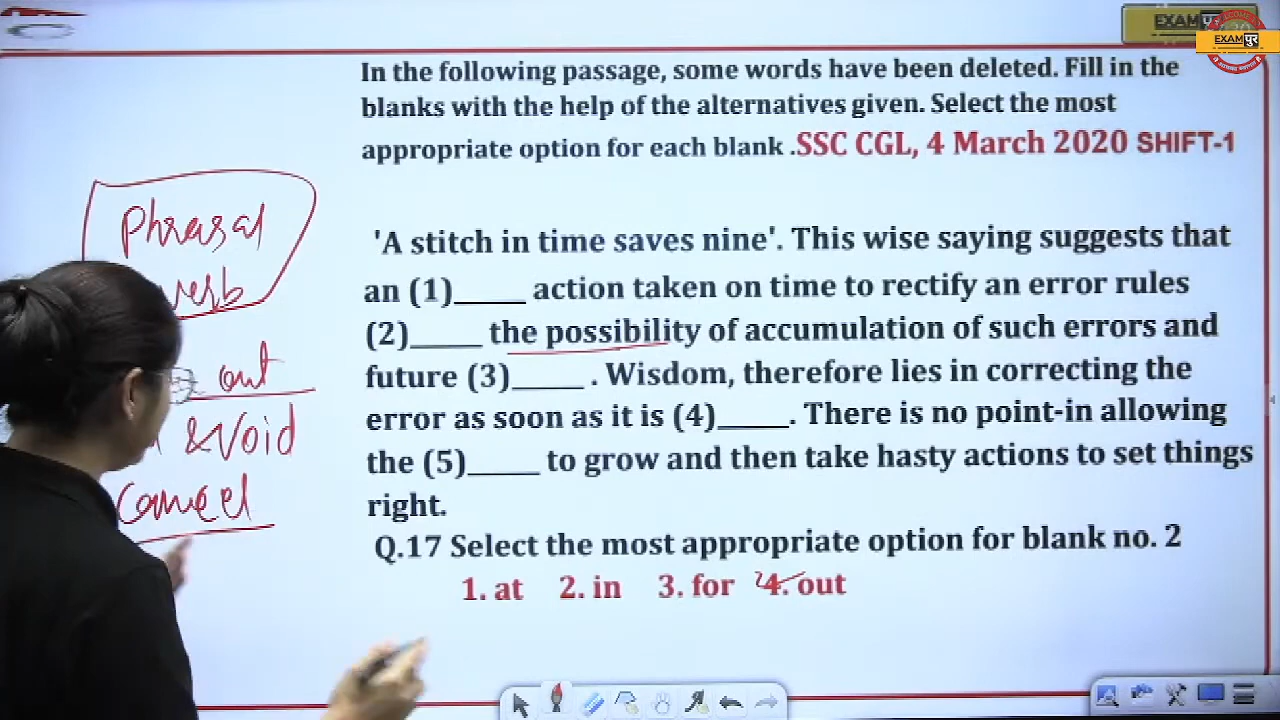 EXAMपुर
EXAMपुर
In the following passage, some words have been deleted. Fill in the
blanks with the help of the alternatives given. Select the most
appropriate option for each blank .SSC CGL, 4 March 2020 SHIFT-1
Phrasal
verb
out
&void
cancel
'A stitch in time saves nine'. This wise saying suggests that
an (1)_____ action taken on time to rectify an error rules
(2)_____ the possibility of accumulation of such errors and
future (3)_____ . Wisdom, therefore lies in correcting the
error as soon as it is (4)_____. There is no point-in allowing
the (5)_____ to grow and then take hasty actions to set things
right.
Q.17 Select the most appropriate option for blank no. 2
1. at 2. in 3. for 4. out